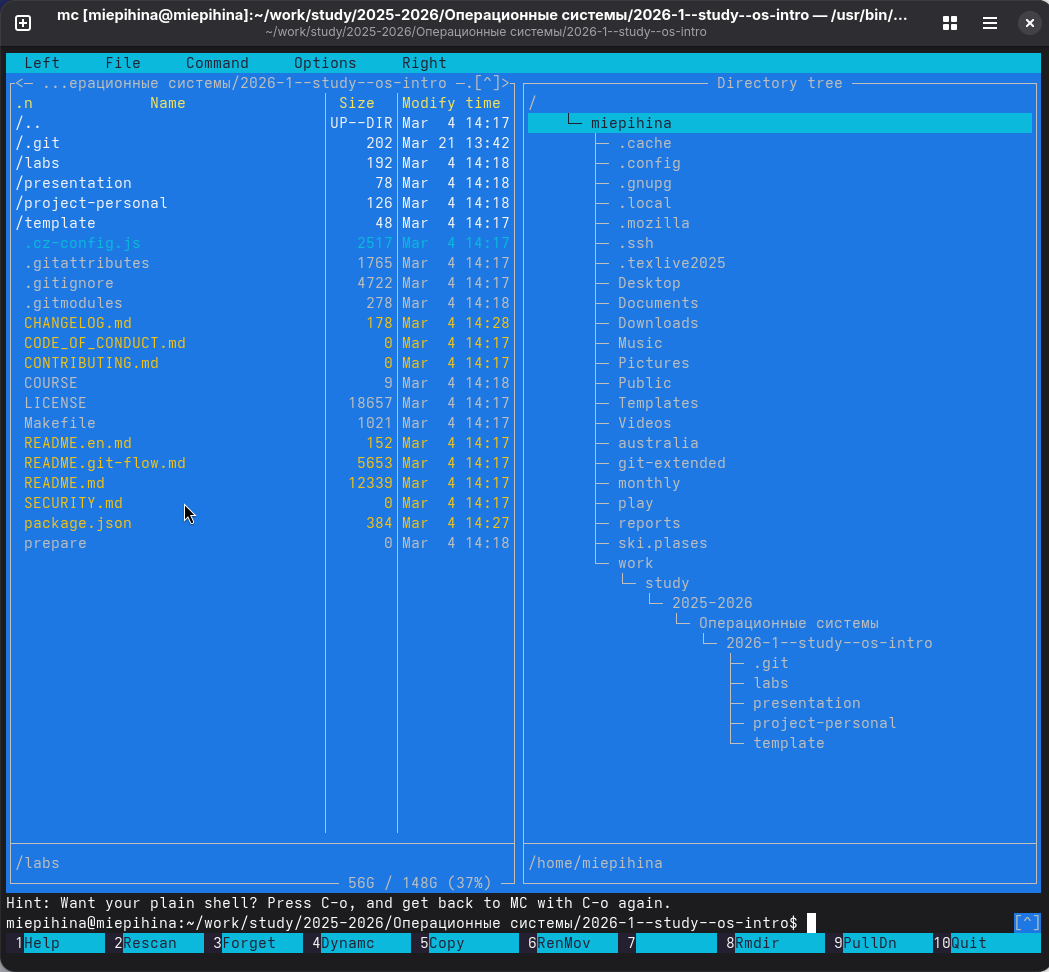 mc [miepihina@miepihina]:~/work/study/2025-2026/Операционные системы/2026-1--study--os-intro — /usr/bin/...
~/work/study/2025-2026/Операционные системы/2026-1--study--os-intro
Left File Command Options Right
<— ...ерационные системы/2026-1--study--os-intro —.[^]>
.n Name Size Modify time
/.. UP--DIR Mar 4 14:17
/.git 202 Mar 21 13:42
/labs 192 Mar 4 14:18
/presentation 78 Mar 4 14:18
/project-personal 126 Mar 4 14:18
/template 48 Mar 4 14:17
.cz-config.js 2517 Mar 4 14:17
.gitattributes 1765 Mar 4 14:17
.gitignore 4722 Mar 4 14:17
.gitmodules 278 Mar 4 14:18
CHANGELOG.md 178 Mar 4 14:28
CODE_OF_CONDUCT.md 0 Mar 4 14:17
CONTRIBUTING.md 0 Mar 4 14:17
COURSE 9 Mar 4 14:18
LICENSE 18657 Mar 4 14:17
Makefile 1021 Mar 4 14:17
README.en.md 152 Mar 4 14:17
README.git-flow.md 5653 Mar 4 14:17
README.md 12339 Mar 4 14:17
SECURITY.md 0 Mar 4 14:17
package.json 384 Mar 4 14:27
prepare 0 Mar 4 14:18
/labs
56G / 148G (37%)
Directory tree
/
miepihina
.cache
.config
.gnupg
.local
.mozilla
.ssh
.texlive2025
Desktop
Documents
Downloads
Music
Pictures
Public
Templates
Videos
australia
git-extended
monthly
play
reports
ski.plases
work
study
2025-2026
Операционные системы
2026-1--study--os-intro
.git
labs
presentation
project-personal
template
/home/miepihina
Hint: Want your plain shell? Press C-o, and get back to MC with C-o again.
miepihina@miepihina:~/work/study/2025-2026/Операционные системы/2026-1--study--os-intro$ [^]
1Help 2Rescan 3Forget 4Dynamc 5Copy 6RenMov 7 8Rmdir 9PullDn 10Quit